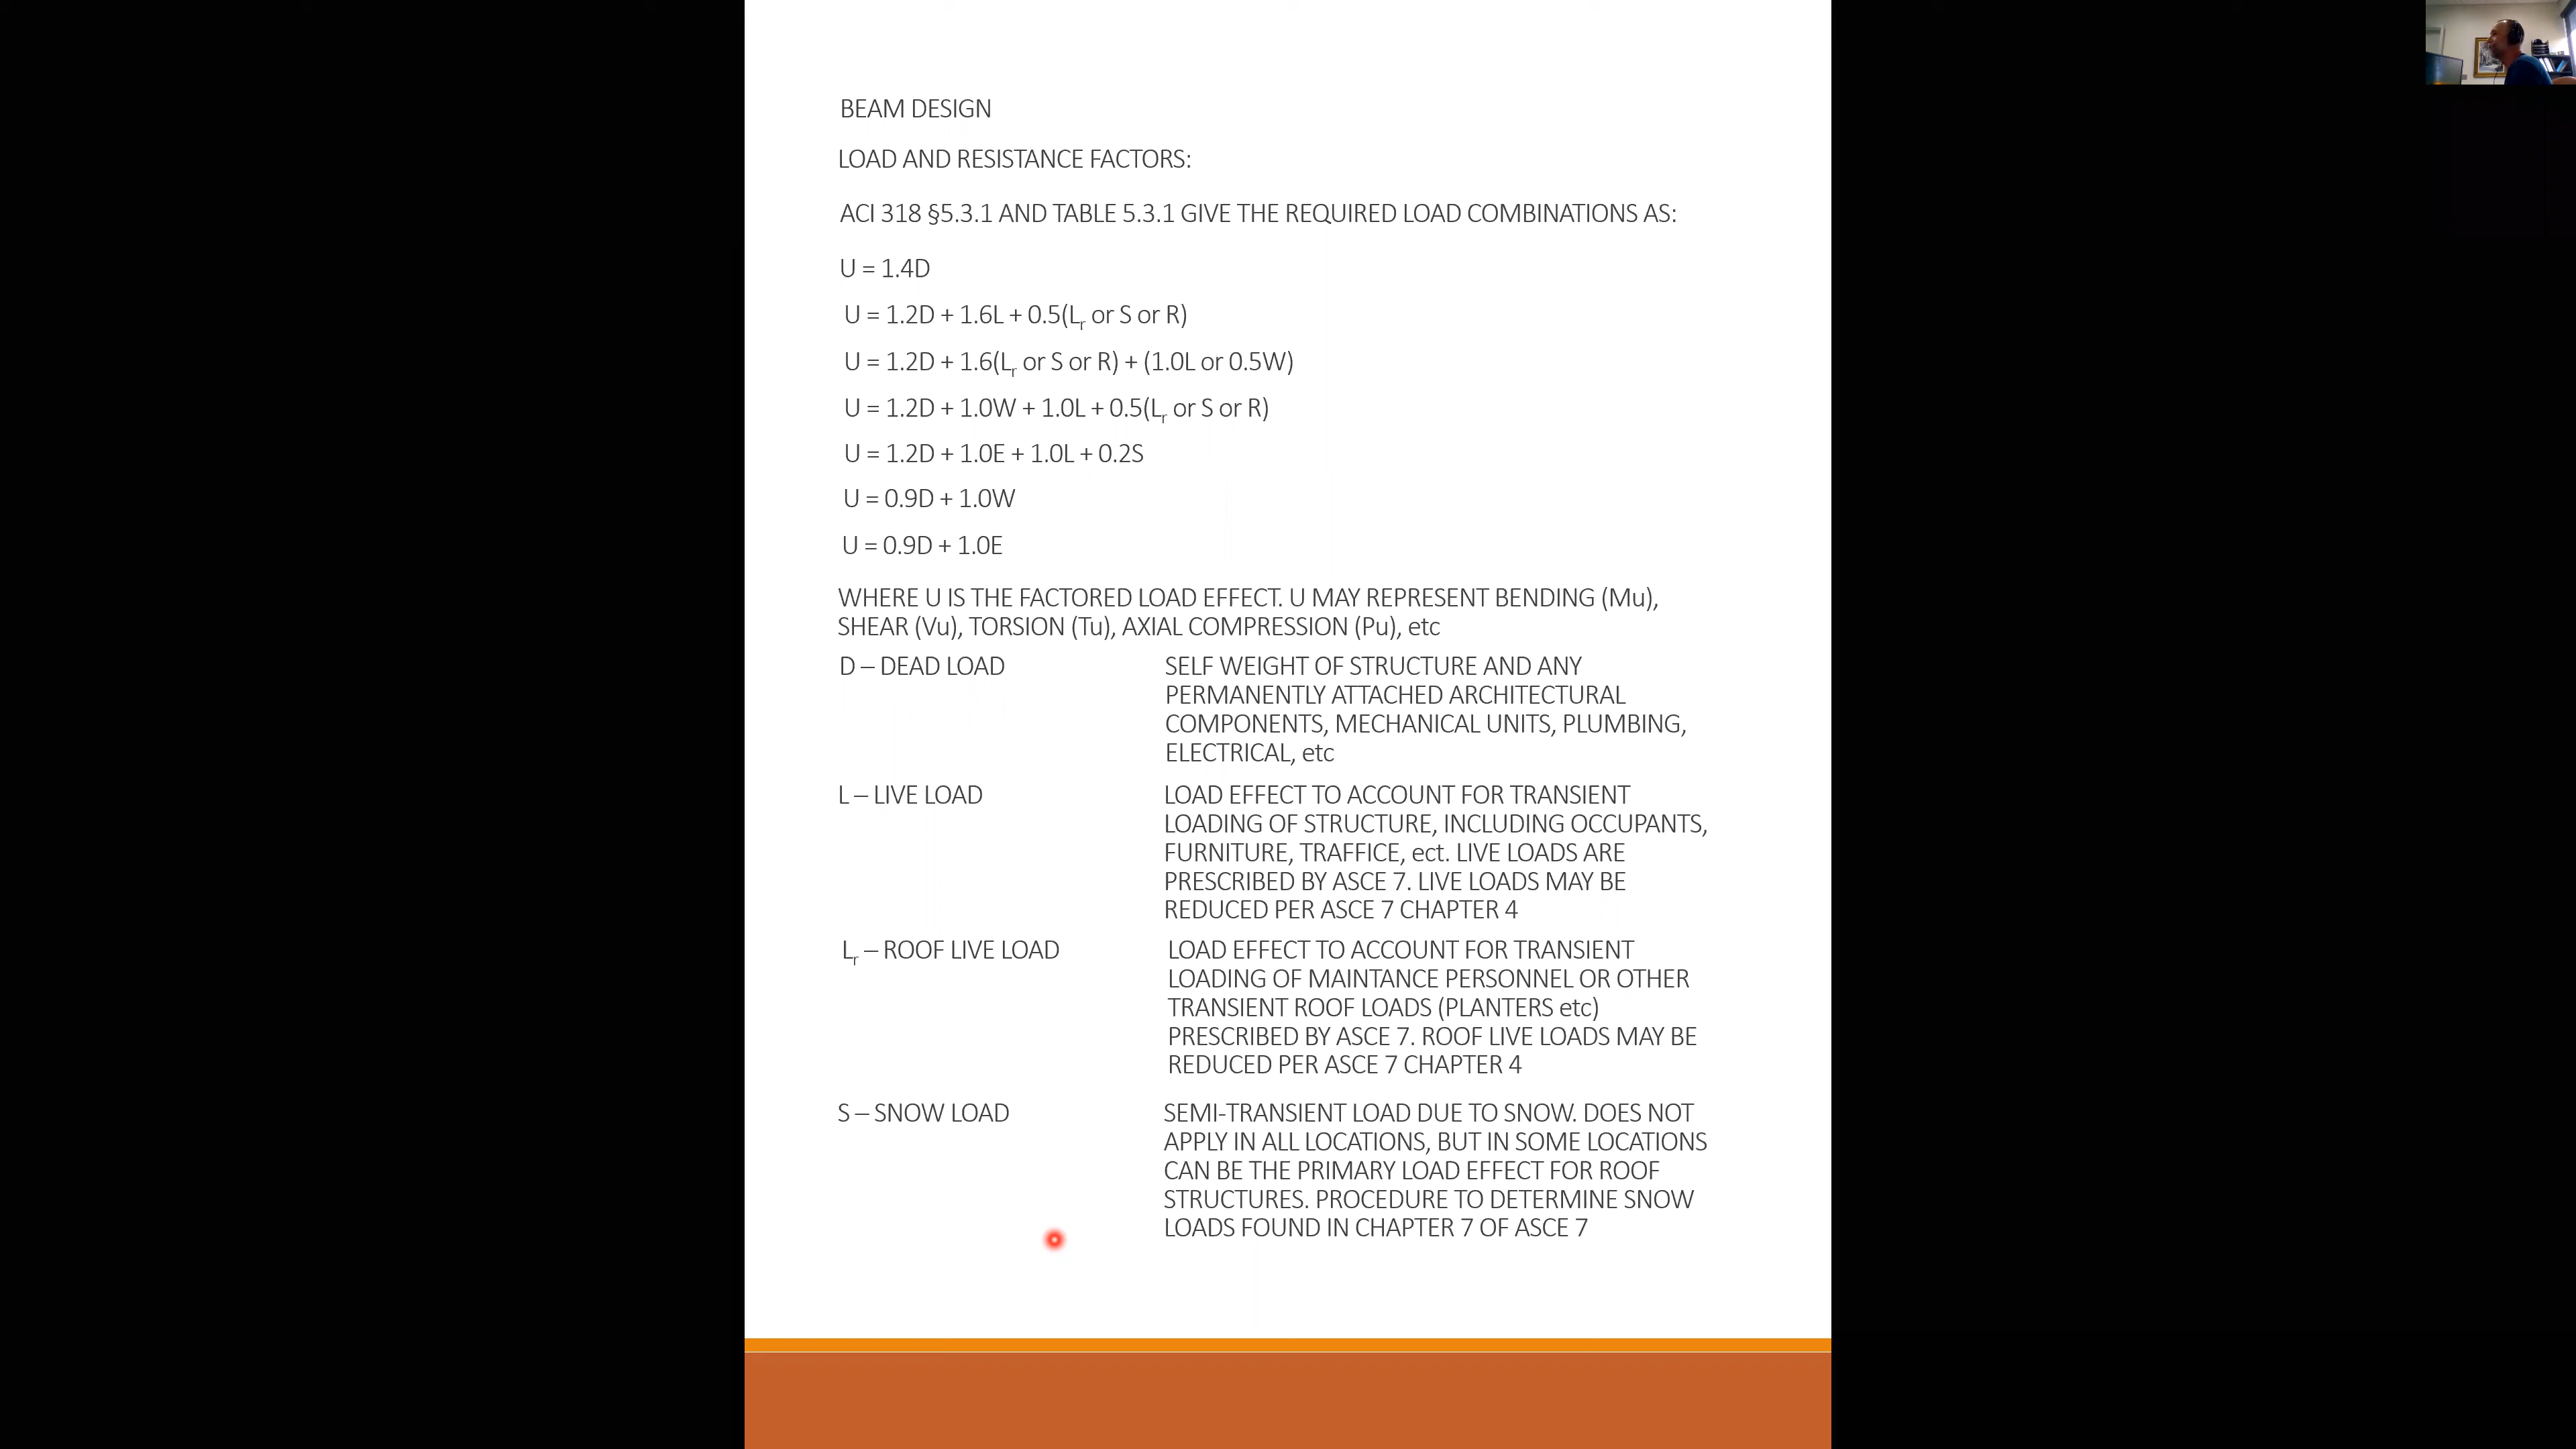 BEAM DESIGN
LOAD AND RESISTANCE FACTORS:
ACI 318 §5.3.1 AND TABLE 5.3.1 GIVE THE REQUIRED LOAD COMBINATIONS AS:
U = 1.4D
U = 1.2D + 1.6L + 0.5(Lr or S or R)
U = 1.2D + 1.6(Lr or S or R) + (1.0L or 0.5W)
U = 1.2D + 1.0W + 1.0L + 0.5(Lr or S or R)
U = 1.2D + 1.0E + 1.0L + 0.2S
U = 0.9D + 1.0W
U = 0.9D + 1.0E
WHERE U IS THE FACTORED LOAD EFFECT. U MAY REPRESENT BENDING (Mu),
SHEAR (Vu), TORSION (Tu), AXIAL COMPRESSION (Pu), etc
D – DEAD LOAD SELF WEIGHT OF STRUCTURE AND ANY
PERMANENTLY ATTACHED ARCHITECTURAL
COMPONENTS, MECHANICAL UNITS, PLUMBING,
ELECTRICAL, etc
L – LIVE LOAD LOAD EFFECT TO ACCOUNT FOR TRANSIENT
LOADING OF STRUCTURE, INCLUDING OCCUPANTS,
FURNITURE, TRAFFICE, ect. LIVE LOADS ARE
PRESCRIBED BY ASCE 7. LIVE LOADS MAY BE
REDUCED PER ASCE 7 CHAPTER 4
Lr – ROOF LIVE LOAD LOAD EFFECT TO ACCOUNT FOR TRANSIENT
LOADING OF MAINTANCE PERSONNEL OR OTHER
TRANSIENT ROOF LOADS (PLANTERS etc)
PRESCRIBED BY ASCE 7. ROOF LIVE LOADS MAY BE
REDUCED PER ASCE 7 CHAPTER 4
S – SNOW LOAD SEMI-TRANSIENT LOAD DUE TO SNOW. DOES NOT
APPLY IN ALL LOCATIONS, BUT IN SOME LOCATIONS
CAN BE THE PRIMARY LOAD EFFECT FOR ROOF
STRUCTURES. PROCEDURE TO DETERMINE SNOW
LOADS FOUND IN CHAPTER 7 OF ASCE 7